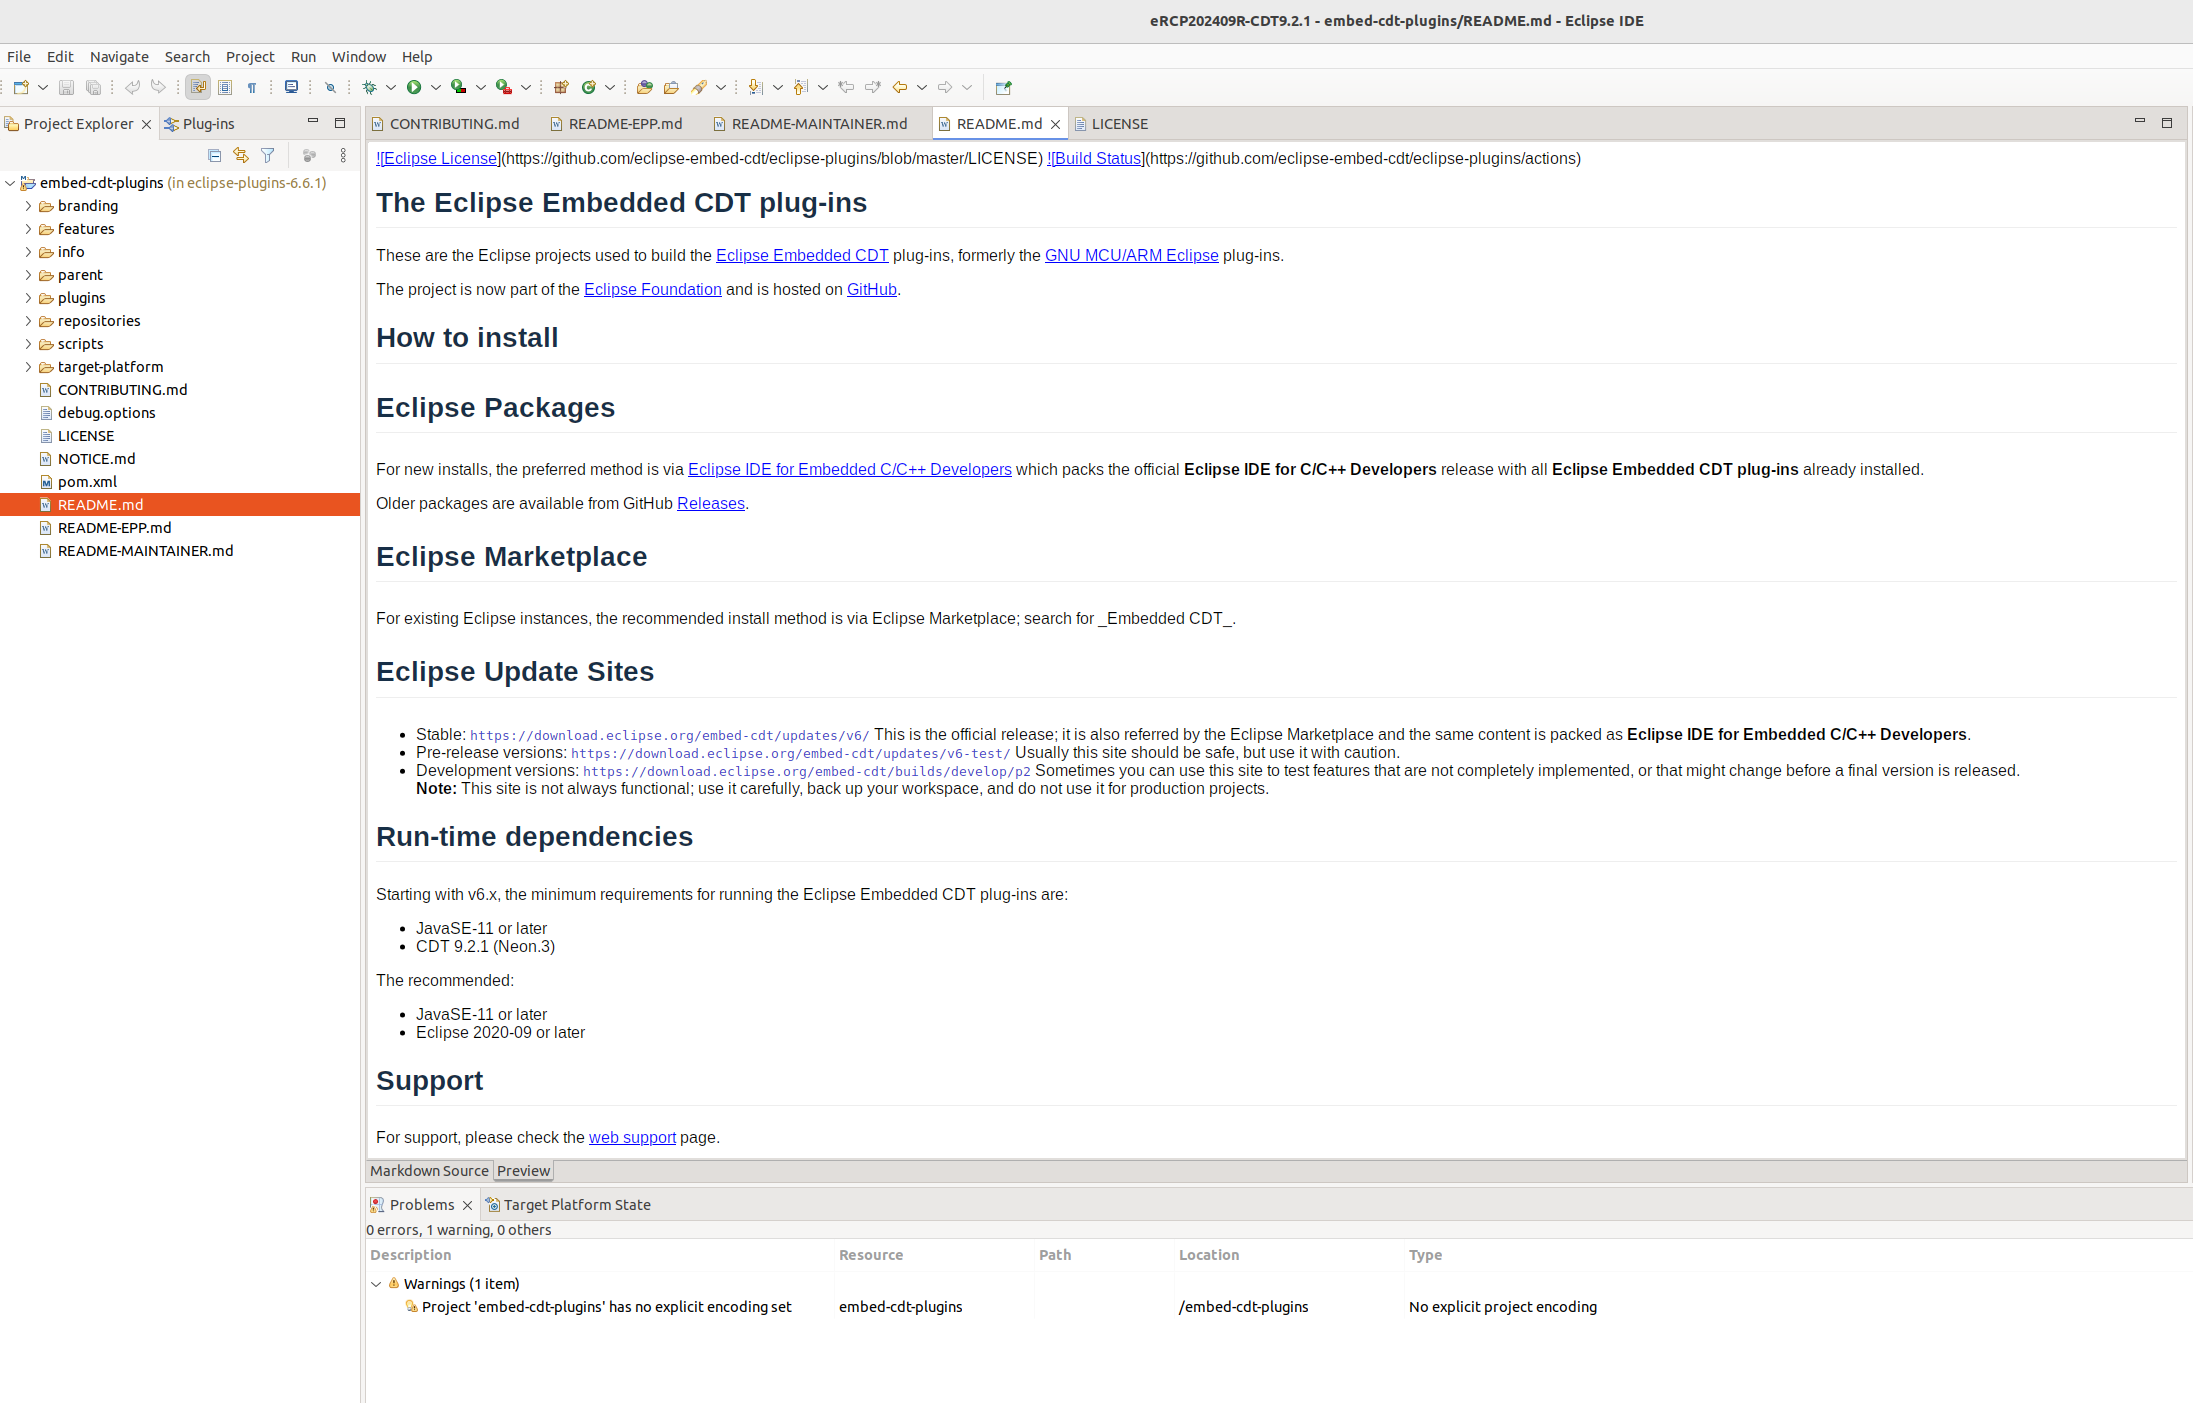 eRCP202409R-CDT9.2.1 - embed-cdt-plugins/README.md - Eclipse IDE
File Edit Navigate Search Project Run Window Help
Project Explorer
Plug-ins
embed-cdt-plugins (in eclipse-plugins-6.6.1)
branding
features
info
parent
plugins
repositories
scripts
target-platform
CONTRIBUTING.md
debug.options
LICENSE
NOTICE.md
pom.xml
README.md
README-EPP.md
README-MAINTAINER.md
CONTRIBUTING.md README-EPP.md README-MAINTAINER.md README.md LICENSE
![Eclipse License](https://github.com/eclipse-embed-cdt/eclipse-plugins/blob/master/LICENSE) ![Build Status](https://github.com/eclipse-embed-cdt/eclipse-plugins/actions)
The Eclipse Embedded CDT plug-ins
These are the Eclipse projects used to build the Eclipse Embedded CDT plug-ins, formerly the GNU MCU/ARM Eclipse plug-ins.
The project is now part of the Eclipse Foundation and is hosted on GitHub.
How to install
Eclipse Packages
For new installs, the preferred method is via Eclipse IDE for Embedded C/C++ Developers which packs the official Eclipse IDE for C/C++ Developers release with all Eclipse Embedded CDT plug-ins already installed.
Older packages are available from GitHub Releases.
Eclipse Marketplace
For existing Eclipse instances, the recommended install method is via Eclipse Marketplace; search for _Embedded CDT_.
Eclipse Update Sites
• Stable: https://download.eclipse.org/embed-cdt/updates/v6/ This is the official release; it is also referred by the Eclipse Marketplace and the same content is packed as Eclipse IDE for Embedded C/C++ Developers.
• Pre-release versions: https://download.eclipse.org/embed-cdt/updates/v6-test/ Usually this site should be safe, but use it with caution.
• Development versions: https://download.eclipse.org/embed-cdt/builds/develop/p2 Sometimes you can use this site to test features that are not completely implemented, or that might change before a final version is released.
Note: This site is not always functional; use it carefully, back up your workspace, and do not use it for production projects.
Run-time dependencies
Starting with v6.x, the minimum requirements for running the Eclipse Embedded CDT plug-ins are:
• JavaSE-11 or later
• CDT 9.2.1 (Neon.3)
The recommended:
• JavaSE-11 or later
• Eclipse 2020-09 or later
Support
For support, please check the web support page.
Markdown Source Preview
Problems Target Platform State
0 errors, 1 warning, 0 others
Description Resource Path Location Type
Warnings (1 item)
Project 'embed-cdt-plugins' has no explicit encoding set embed-cdt-plugins /embed-cdt-plugins No explicit project encoding